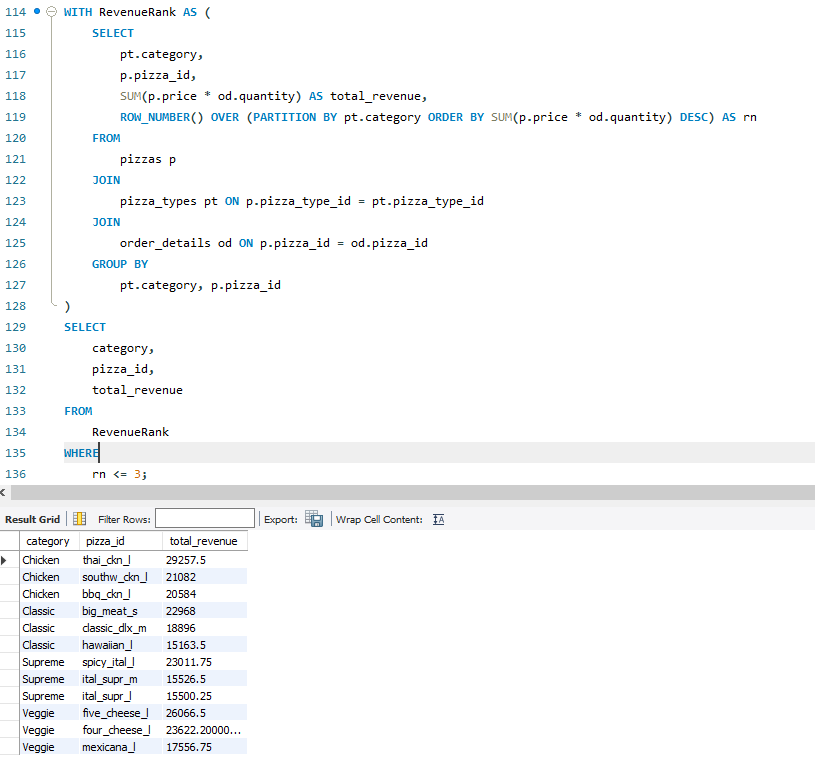 114 WITH RevenueRank AS (
115 SELECT
116 pt.category,
117 p.pizza_id,
118 SUM(p.price * od.quantity) AS total_revenue,
119 ROW_NUMBER() OVER (PARTITION BY pt.category ORDER BY SUM(p.price * od.quantity) DESC) AS rn
120 FROM
121 pizzas p
122 JOIN
123 pizza_types pt ON p.pizza_type_id = pt.pizza_type_id
124 JOIN
125 order_details od ON p.pizza_id = od.pizza_id
126 GROUP BY
127 pt.category, p.pizza_id
128 )
129 SELECT
130 category,
131 pizza_id,
132 total_revenue
133 FROM
134 RevenueRank
135 WHERE
136 rn <= 3;
Result Grid Filter Rows: Export: Wrap Cell Content:
category pizza_id total_revenue
Chicken thai_ckn_l 29257.5
Chicken southw_ckn_l 21082
Chicken bbq_ckn_l 20584
Classic big_meat_s 22968
Classic classic_dlx_m 18896
Classic hawaiian_l 15163.5
Supreme spicy_ital_l 23011.75
Supreme ital_supr_m 15526.5
Supreme ital_supr_l 15500.25
Veggie five_cheese_l 26066.5
Veggie four_cheese_l 23622.20000...
Veggie mexicana_l 17556.75